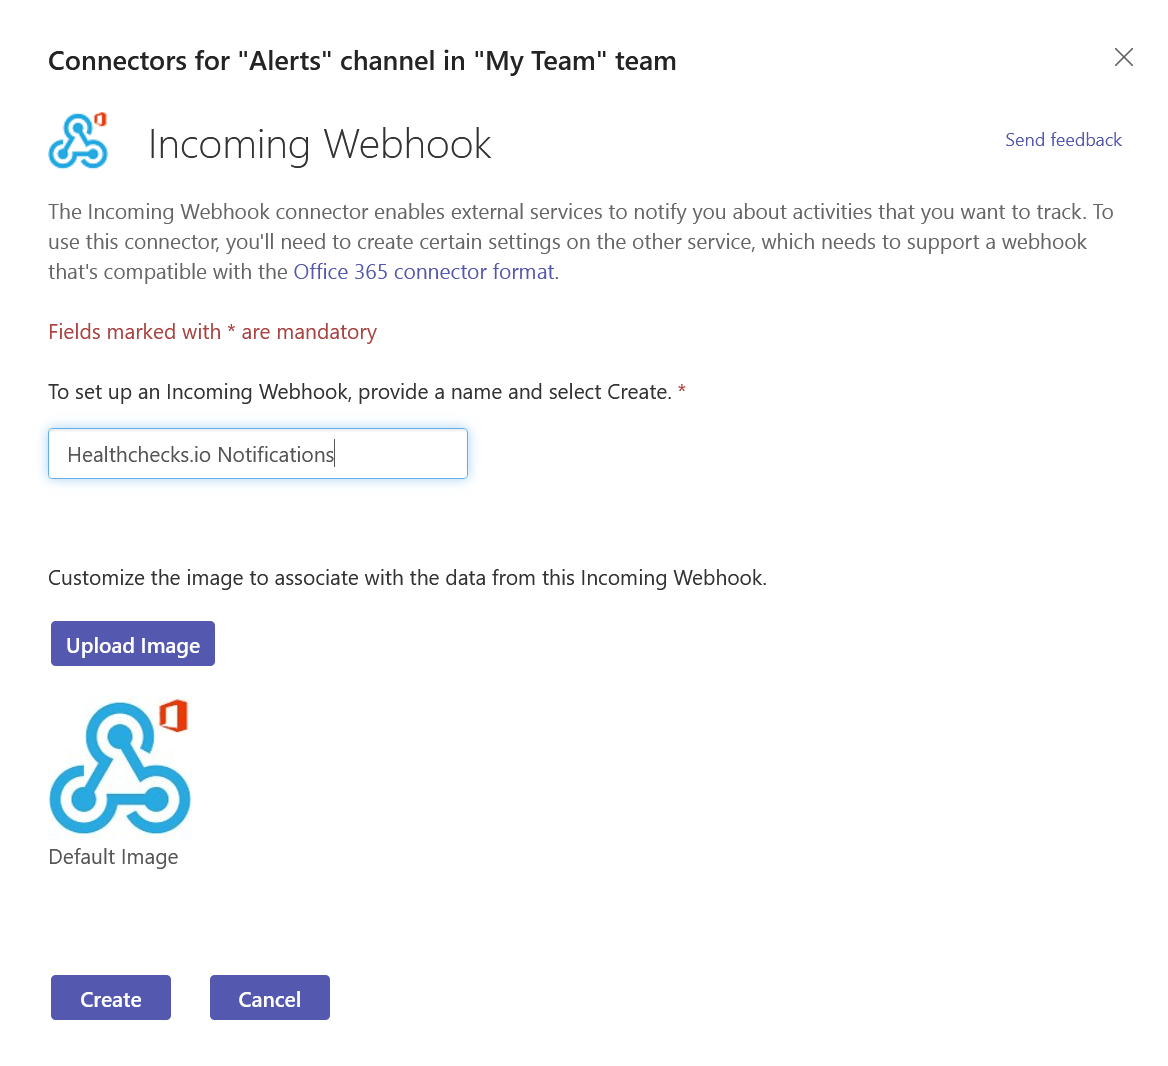 Connectors for "Alerts" channel in "My Team" team
Incoming Webhook
Send feedback
The Incoming Webhook connector enables external services to notify you about activities that you want to track. To
use this connector, you'll need to create certain settings on the other service, which needs to support a webhook
that's compatible with the Office 365 connector format.
Fields marked with * are mandatory
To set up an Incoming Webhook, provide a name and select Create. *
Healthchecks.io Notifications
Customize the image to associate with the data from this Incoming Webhook.
Upload Image
Default Image
Create
Cancel